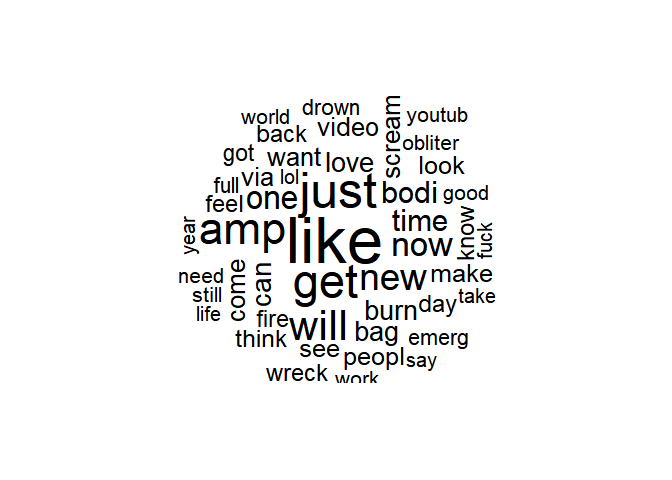 drown
world
youtub
back
video
scream
obliter
got
want
love
look
full
via
lol
just
bodi
good
feel
one
year
amp
like
time
know
fuck
now
need
come
can
get
new
make
still
take
life
fire
will
burn
day
think
bag
emerg
see
peopl
say
wreck
work